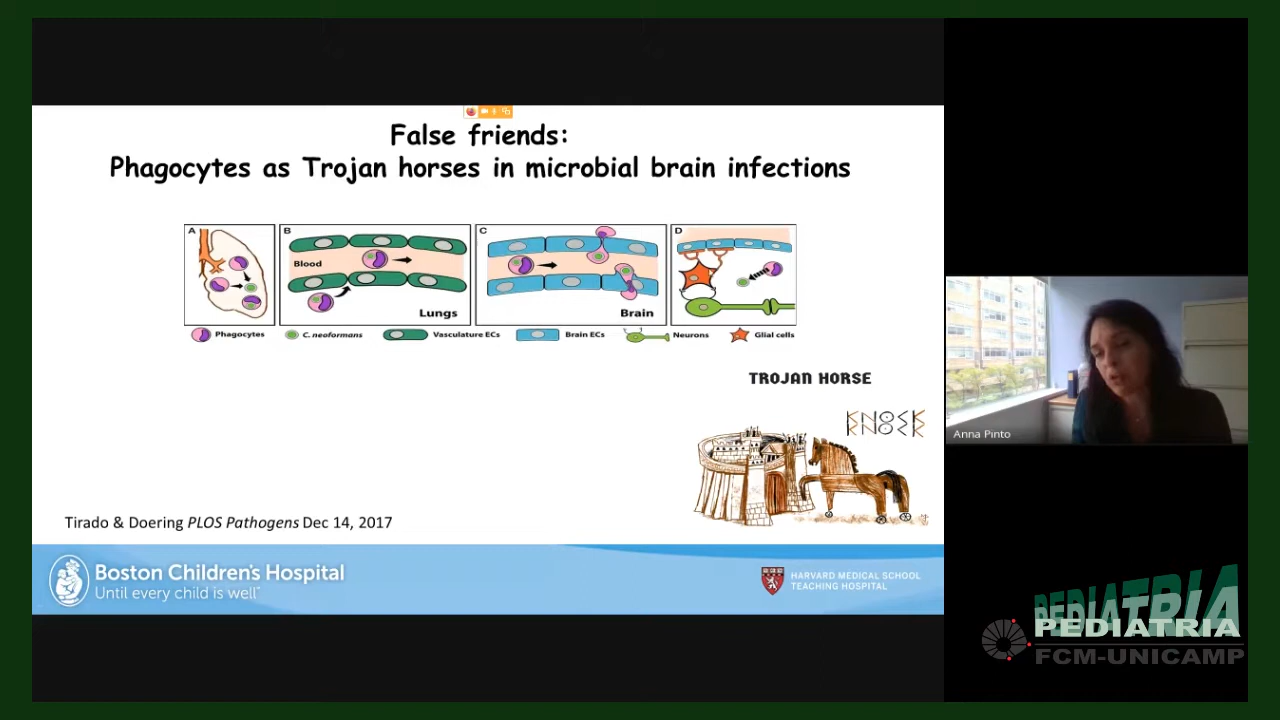 False friends:
Phagocytes as Trojan horses in microbial brain infections
A
B
C
D
Blood
Lungs
Brain
Phagocytes
C. neoformans
Vasculature ECs
Brain ECs
Neurons
Glial cells
TROJAN HORSE
KNOCK
KNOCK
Tirado & Doering PLOS Pathogens Dec 14, 2017
Boston Children's Hospital
Until every child is well
HARVARD MEDICAL SCHOOL
TEACHING HOSPITAL
Anna Pinto
PEDIATRIA
PEDIATRIA
FCM-UNICAMP